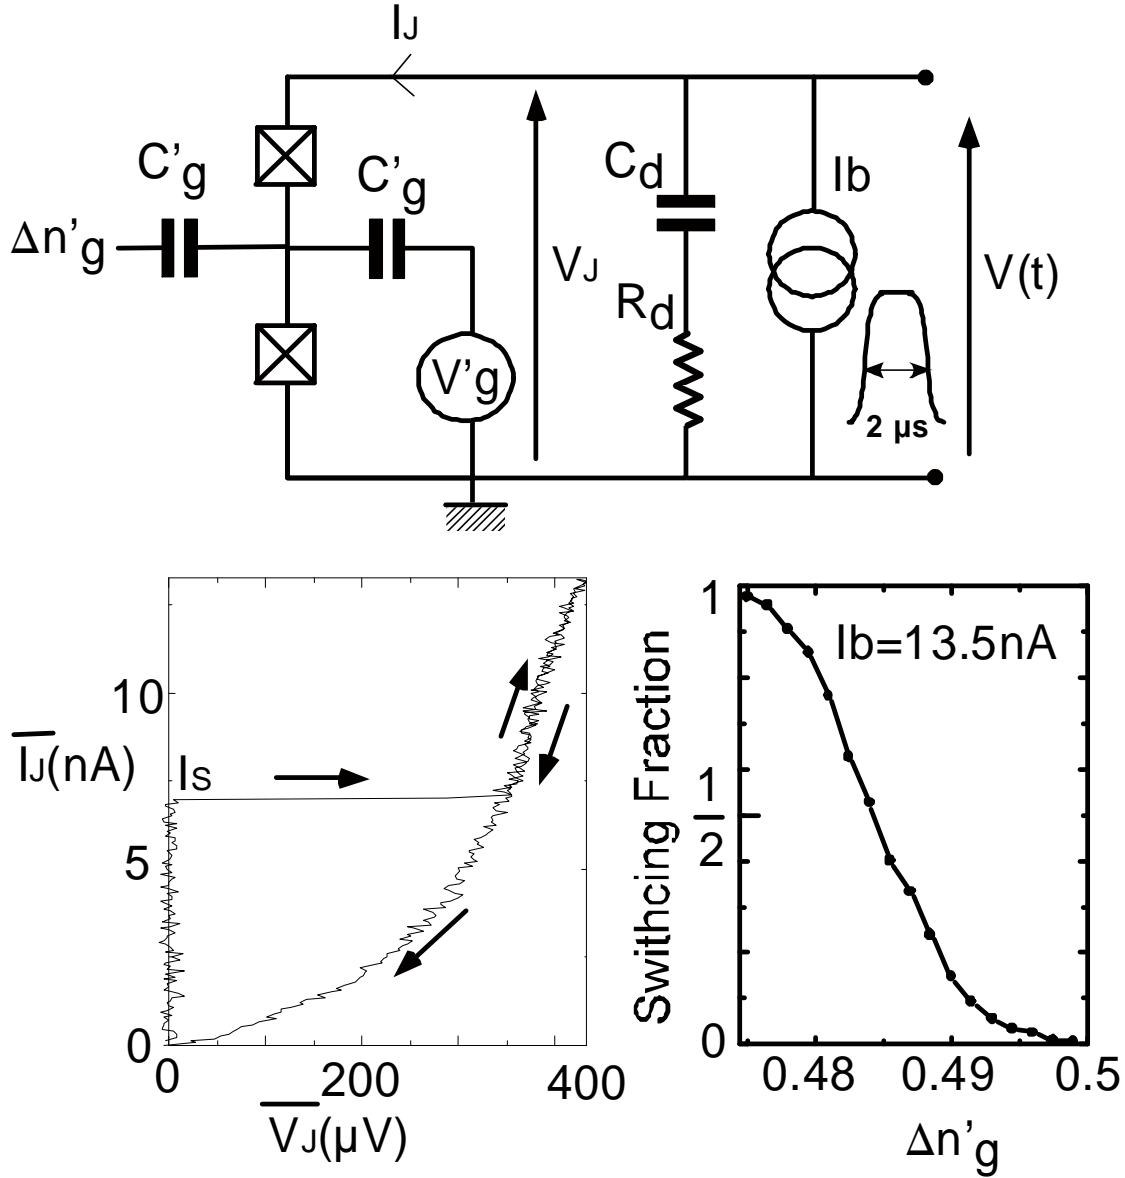 IJ
C'g
C'g
Δn'g
VJ
Cd
Rd
Ib
V(t)
V'g
2 µs
10
IJ(nA)
IS
5
0
0
200
400
VJ(µV)
Swithcing Fraction
1
1
2
0
Ib=13.5nA
0.48
0.49
0.5
Δn'g